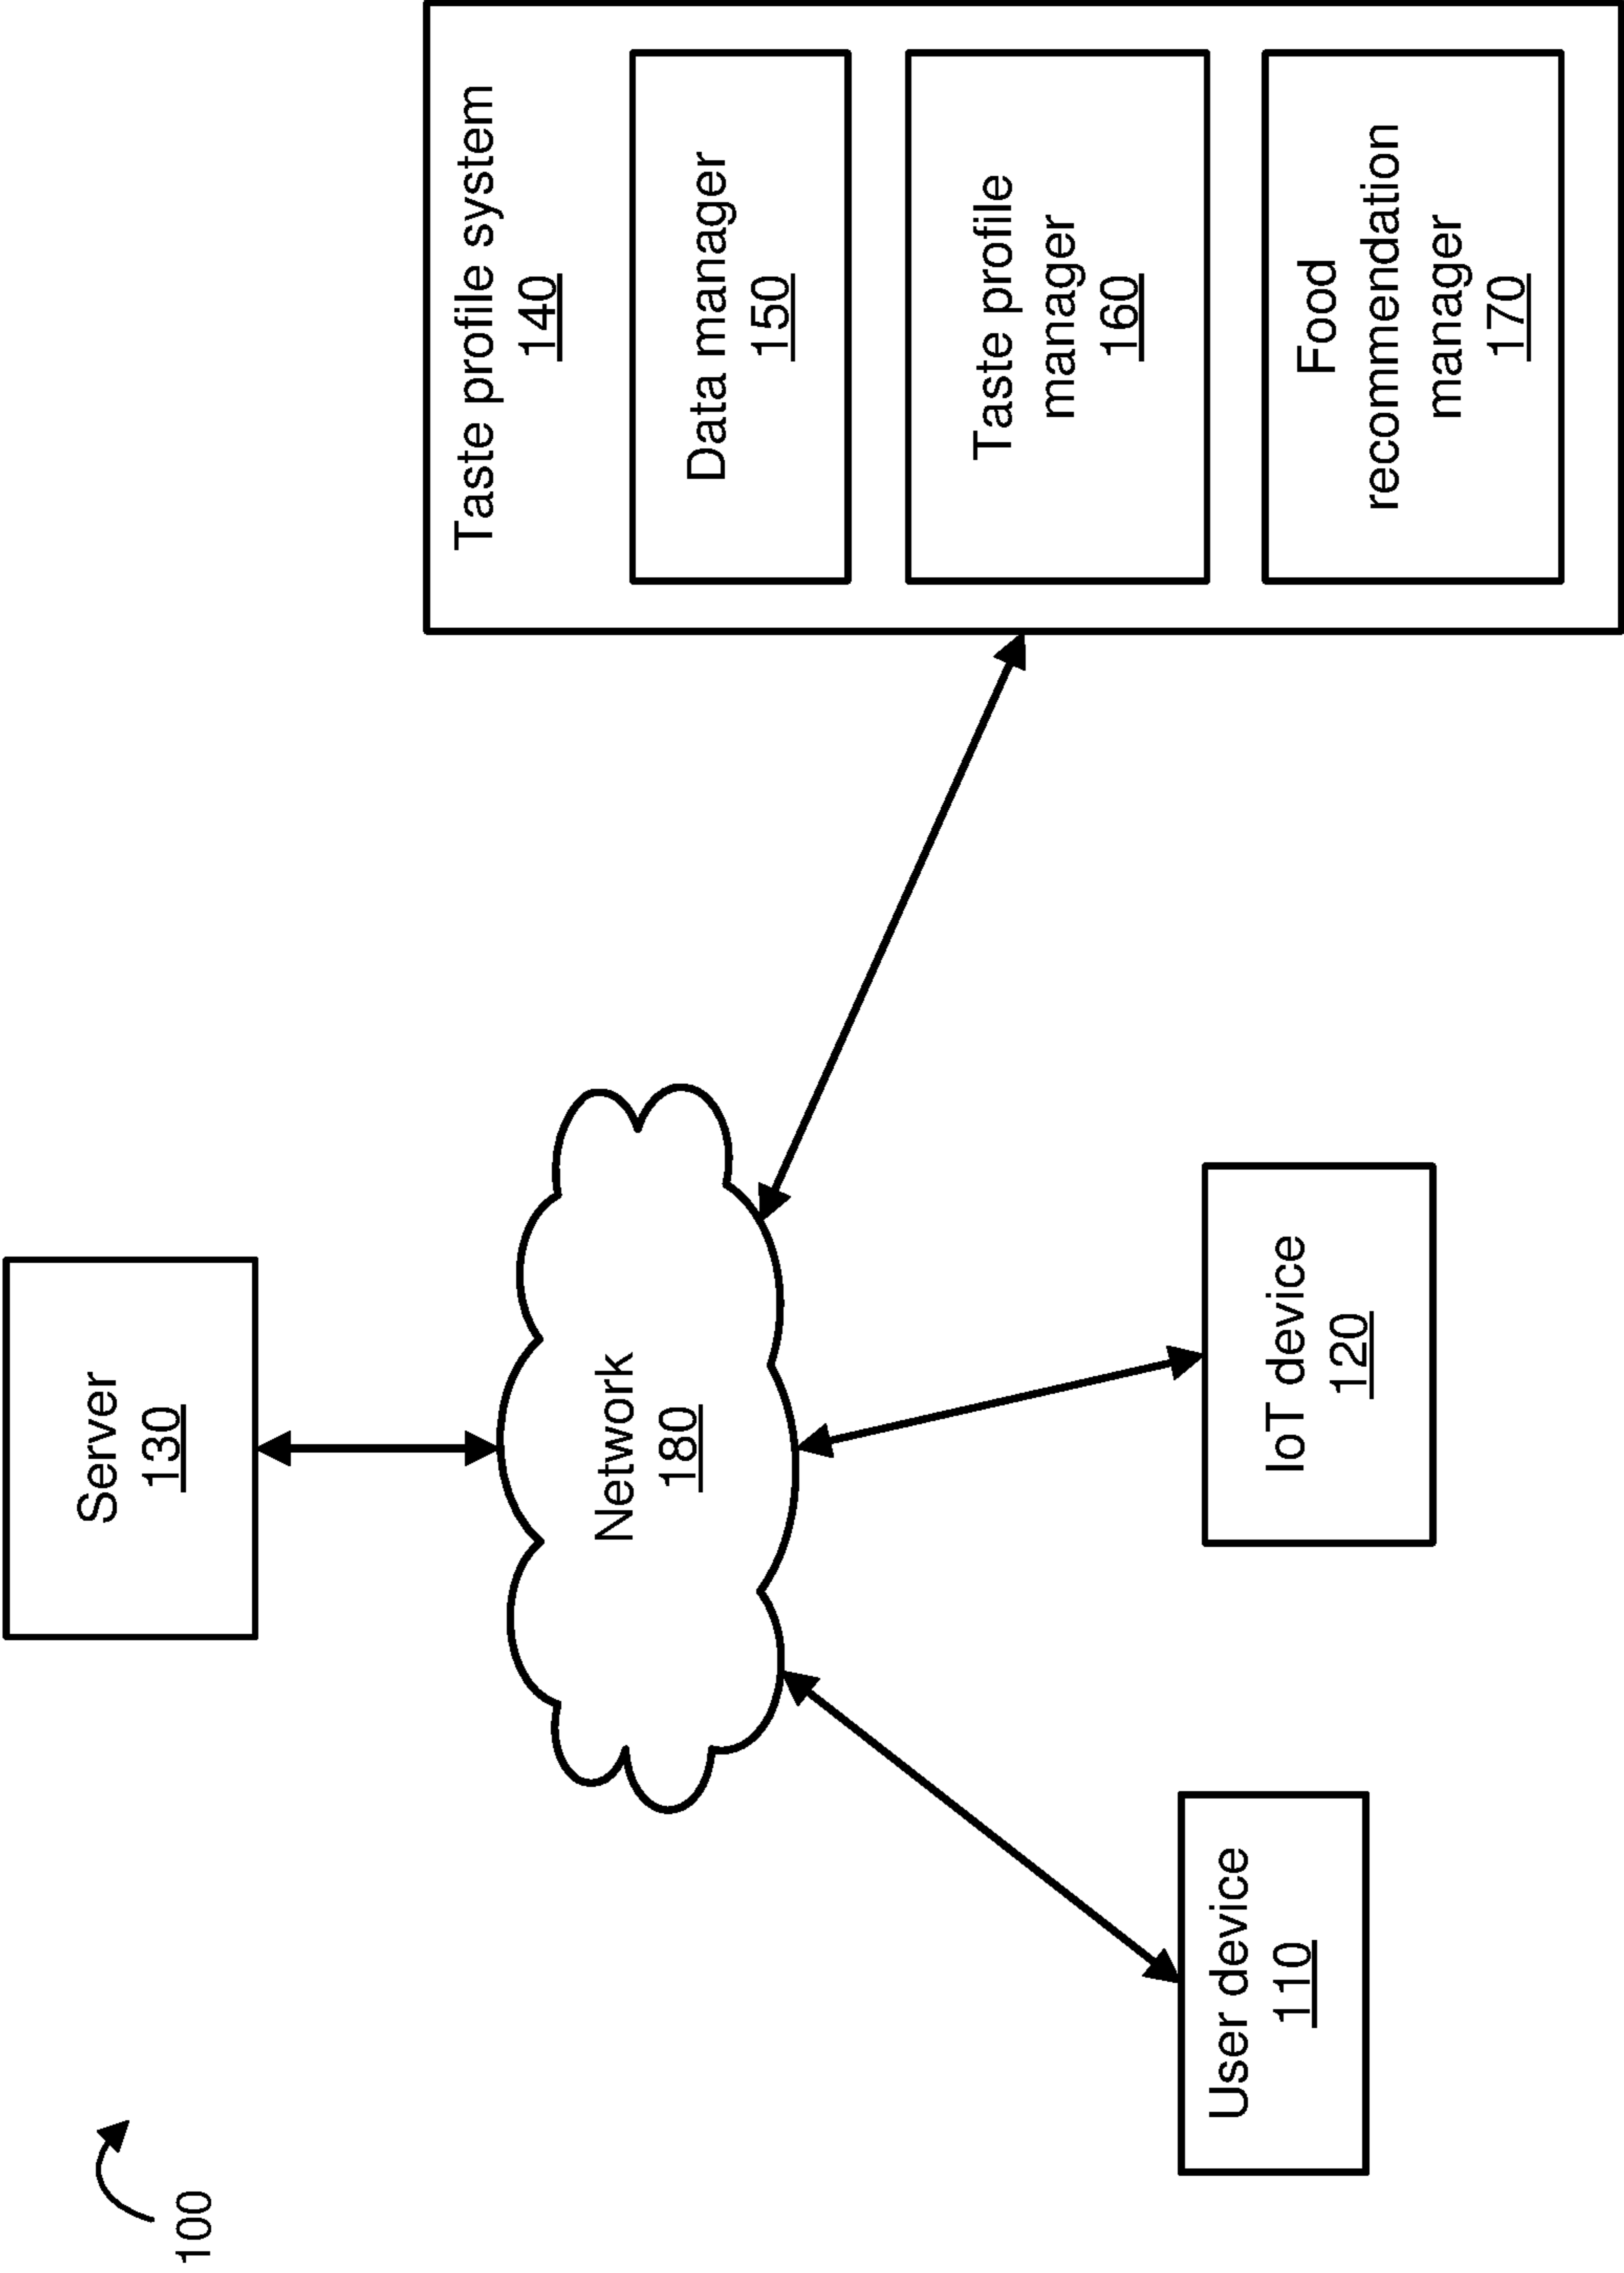 100
Server
130
Network
180
User device
110
IoT device
120
Taste profile system
140
Data manager
150
Taste profile
manager
160
Food
recommendation
manager
170